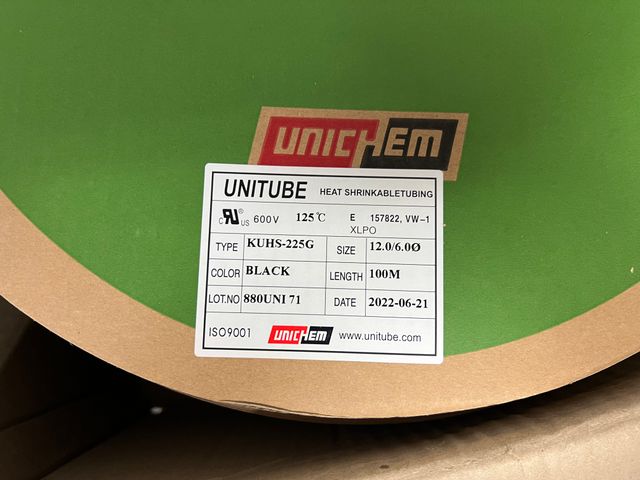 UNICHEM
UNITUBE HEAT SHRINKABLETUBING
c RU US 600V 125℃ E 157822, VW-1
XLPO
TYPE KUHS-225G SIZE 12.0/6.0Ø
COLOR BLACK LENGTH 100M
LOT.NO 880UNI 71 DATE 2022-06-21
ISO9001 UNICHEM www.unitube.com